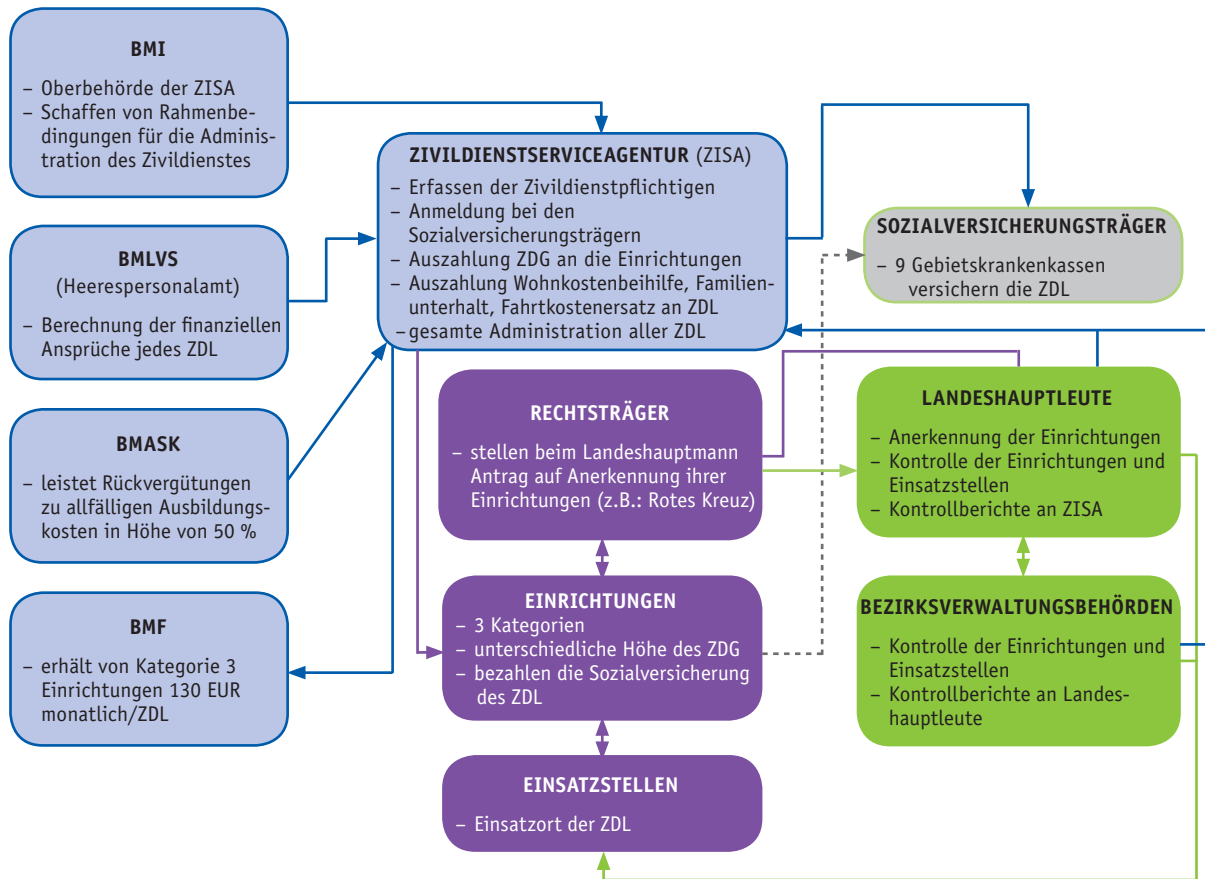 BMI
– Oberbehörde der ZISA
– Schaffen von Rahmenbe-
dingungen für die Adminis-
tration des Zivildienstes
BMLVS
(Heerespersonalamt)
– Berechnung der finanziellen
Ansprüche jedes ZDL
BMASK
– leistet Rückvergütungen
zu allfälligen Ausbildungs-
kosten in Höhe von 50 %
BMF
– erhält von Kategorie 3
Einrichtungen 130 EUR
monatlich/ZDL
ZIVILDIENSTSERVICEAGENTUR (ZISA)
– Erfassen der Zivildienstpflichtigen
– Anmeldung bei den
Sozialversicherungsträgern
– Auszahlung ZDG an die Einrichtungen
– Auszahlung Wohnkostenbeihilfe, Familien-
unterhalt, Fahrtkostenersatz an ZDL
– gesamte Administration aller ZDL
RECHTSTRÄGER
– stellen beim Landeshauptmann
Antrag auf Anerkennung ihrer
Einrichtungen (z.B.: Rotes Kreuz)
EINRICHTUNGEN
– 3 Kategorien
– unterschiedliche Höhe des ZDG
– bezahlen die Sozialversicherung
des ZDL
EINSATZSTELLEN
– Einsatzort der ZDL
SOZIALVERSICHERUNGSTRÄGER
– 9 Gebietskrankenkassen
versichern die ZDL
LANDESHAUPTLEUTE
– Anerkennung der Einrichtungen
– Kontrolle der Einrichtungen und
Einsatzstellen
– Kontrollberichte an ZISA
BEZIRKSVERWALTUNGSBEHÖRDEN
– Kontrolle der Einrichtungen und
Einsatzstellen
– Kontrollberichte an Landes-
hauptleute